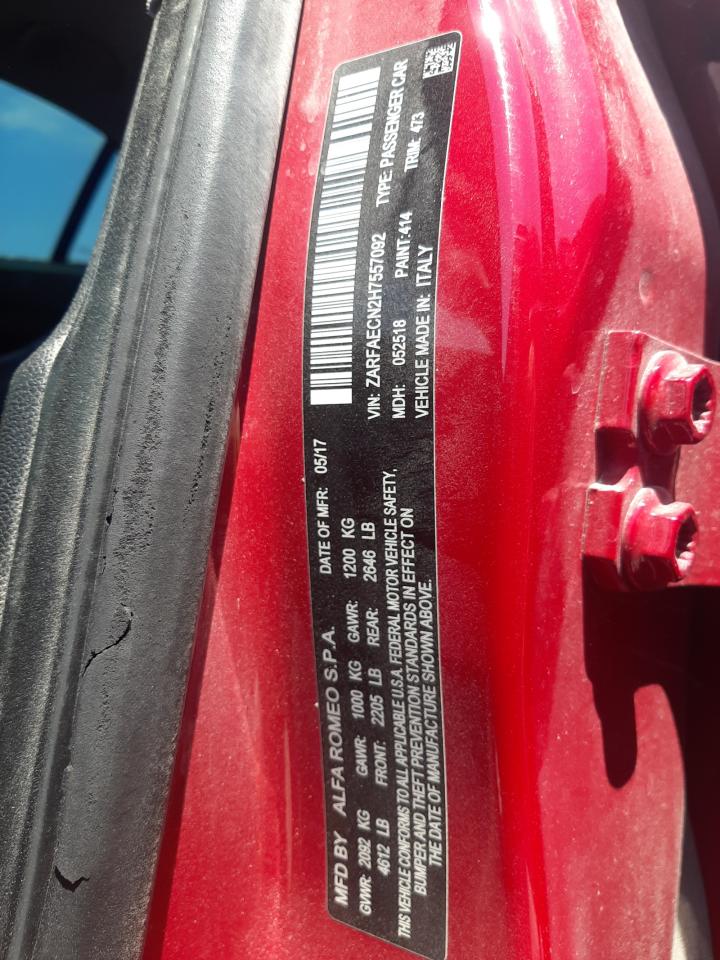 MFD BY ALFA ROMEO S.P.A. DATE OF MFR: 05/17
GVWR: 2092 KG GAWR: 1000 KG GAWR: 1200 KG
4612 LB FRONT: 2205 LB REAR: 2646 LB
THIS VEHICLE CONFORMS TO ALL APPLICABLE U.S.A. FEDERAL MOTOR VEHICLE SAFETY,
BUMPER AND THEFT PREVENTION STANDARDS IN EFFECT ON
THE DATE OF MANUFACTURE SHOWN ABOVE.
VIN: ZARFAECN2H7557092 TYPE: PASSENGER CAR
MDH: 052518 PAINT: 414 TRIM: 473
VEHICLE MADE IN: ITALY